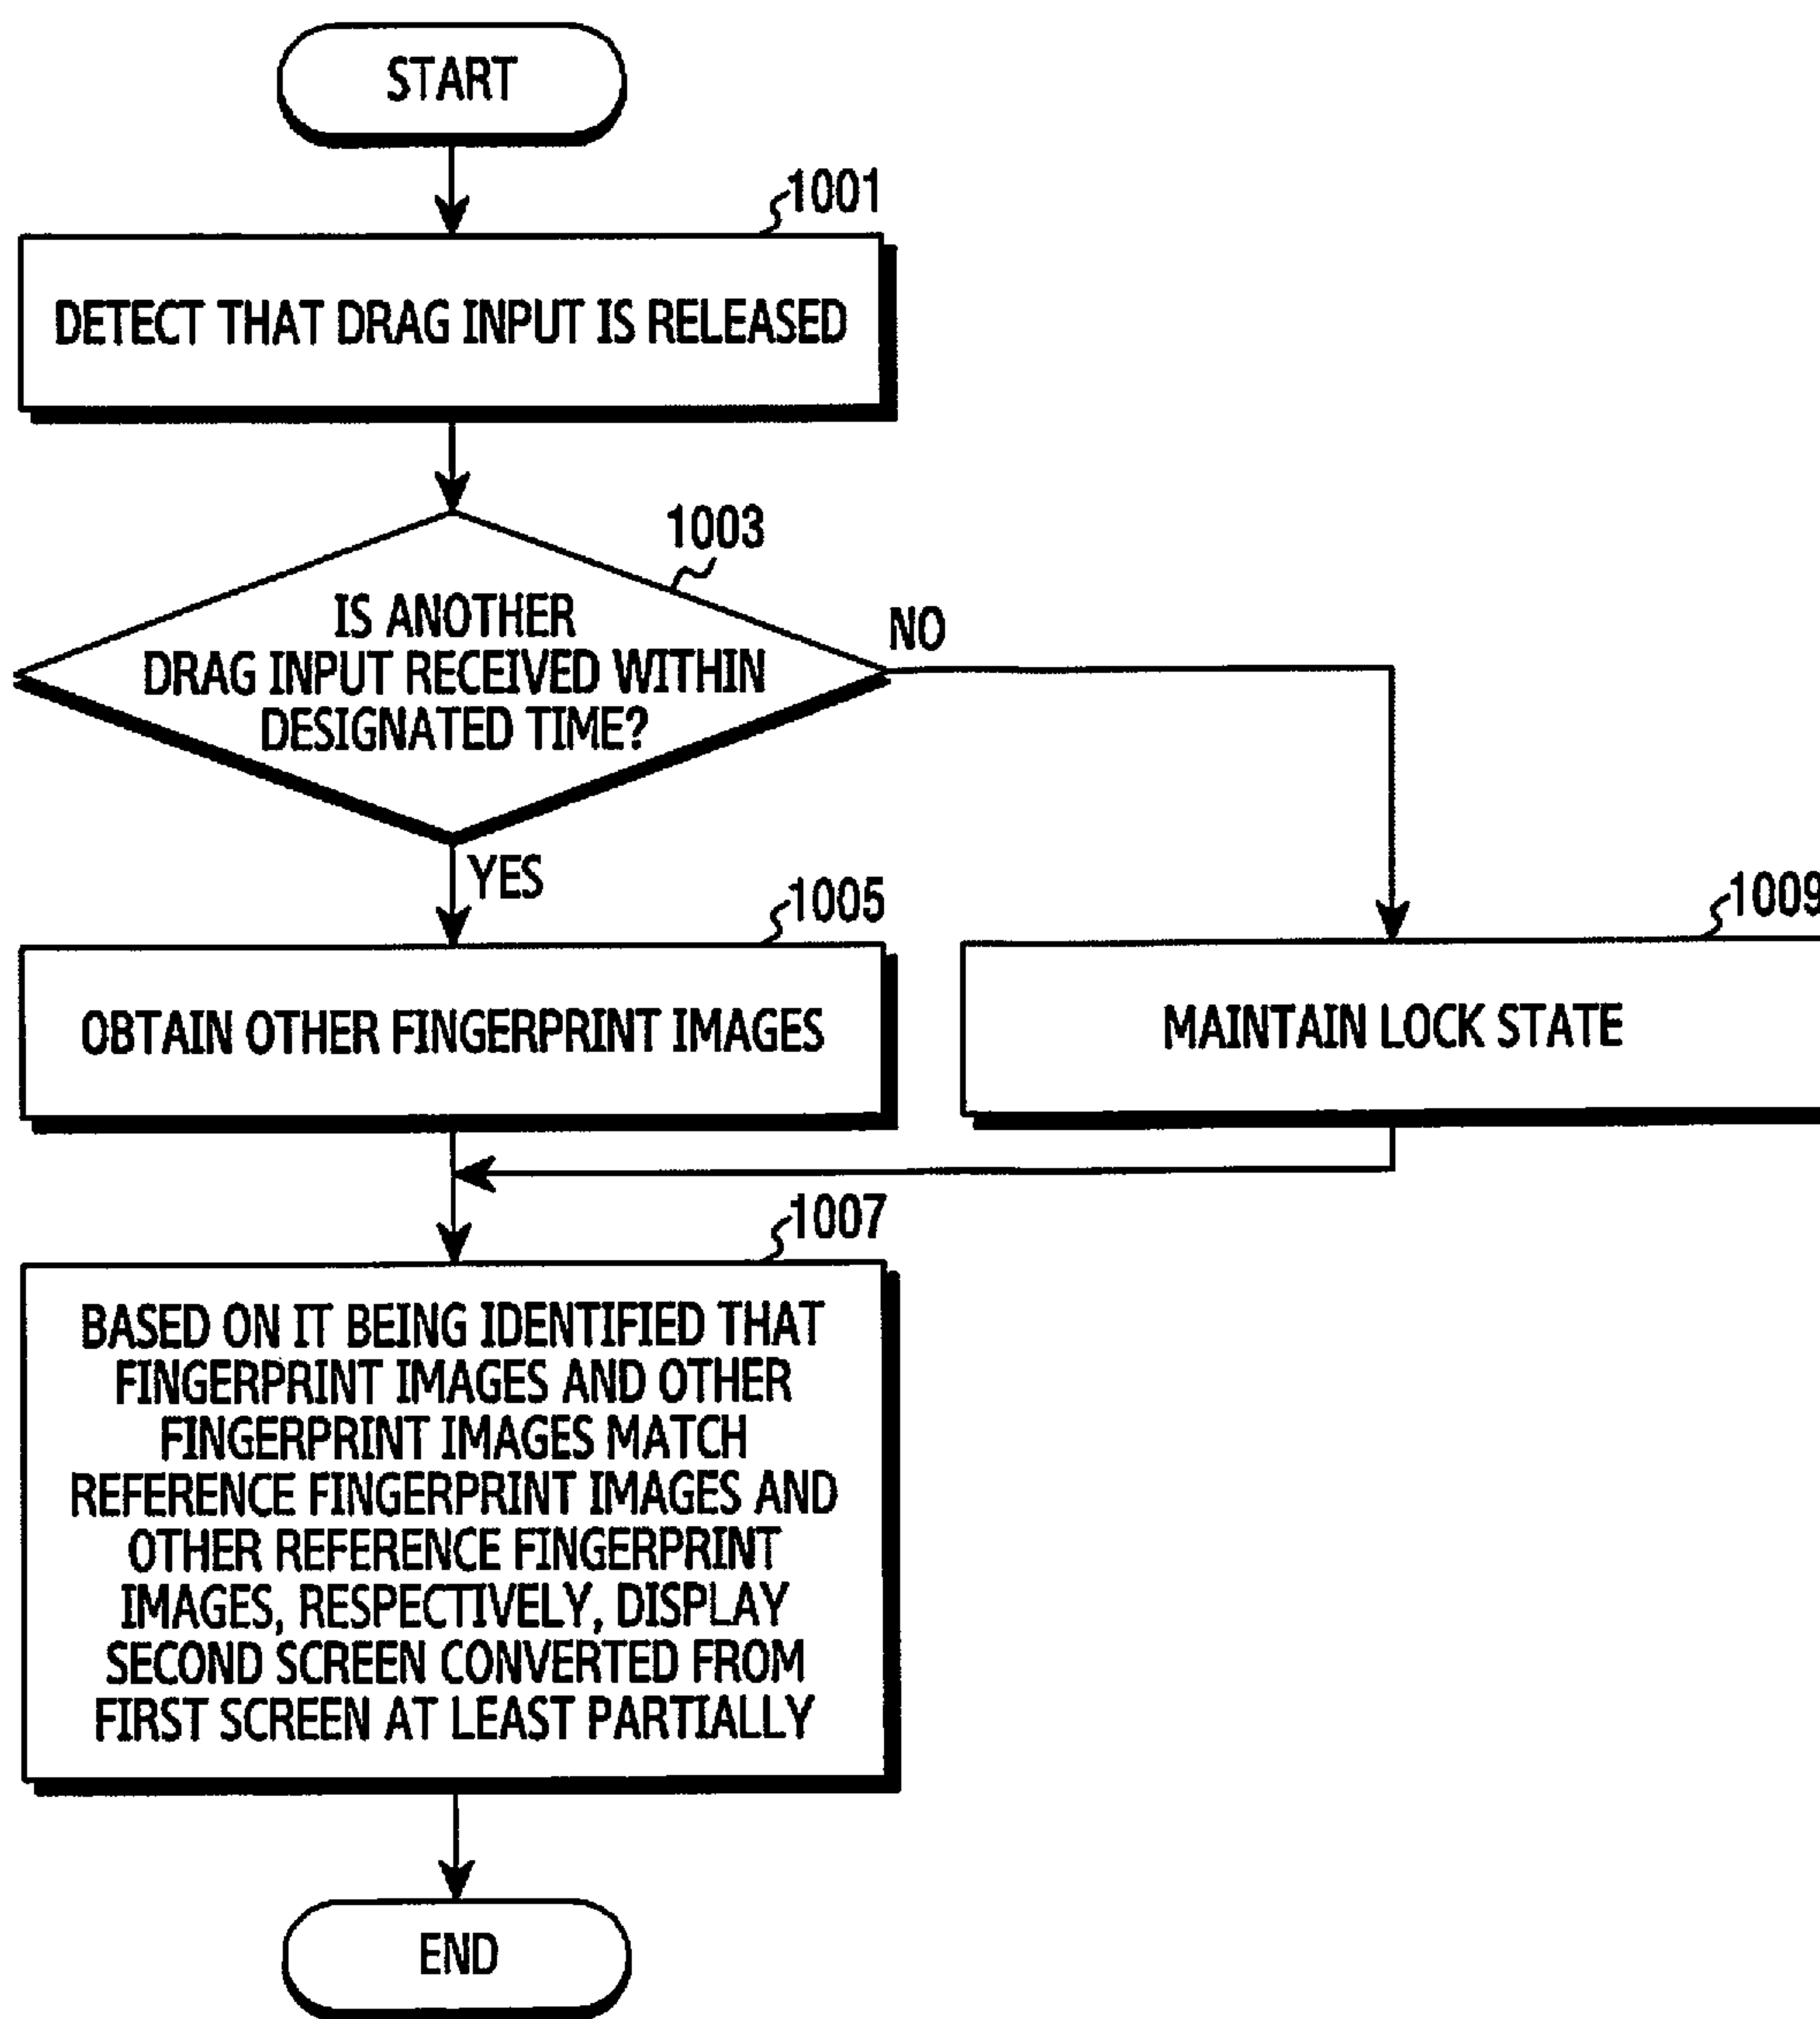 START
1001
DETECT THAT DRAG INPUT IS RELEASED
1003
IS ANOTHER
DRAG INPUT RECEIVED WITHIN
DESIGNATED TIME?
NO
YES
1005
OBTAIN OTHER FINGERPRINT IMAGES
1009
MAINTAIN LOCK STATE
1007
BASED ON IT BEING IDENTIFIED THAT
FINGERPRINT IMAGES AND OTHER
FINGERPRINT IMAGES MATCH
REFERENCE FINGERPRINT IMAGES AND
OTHER REFERENCE FINGERPRINT
IMAGES, RESPECTIVELY, DISPLAY
SECOND SCREEN CONVERTED FROM
FIRST SCREEN AT LEAST PARTIALLY
END